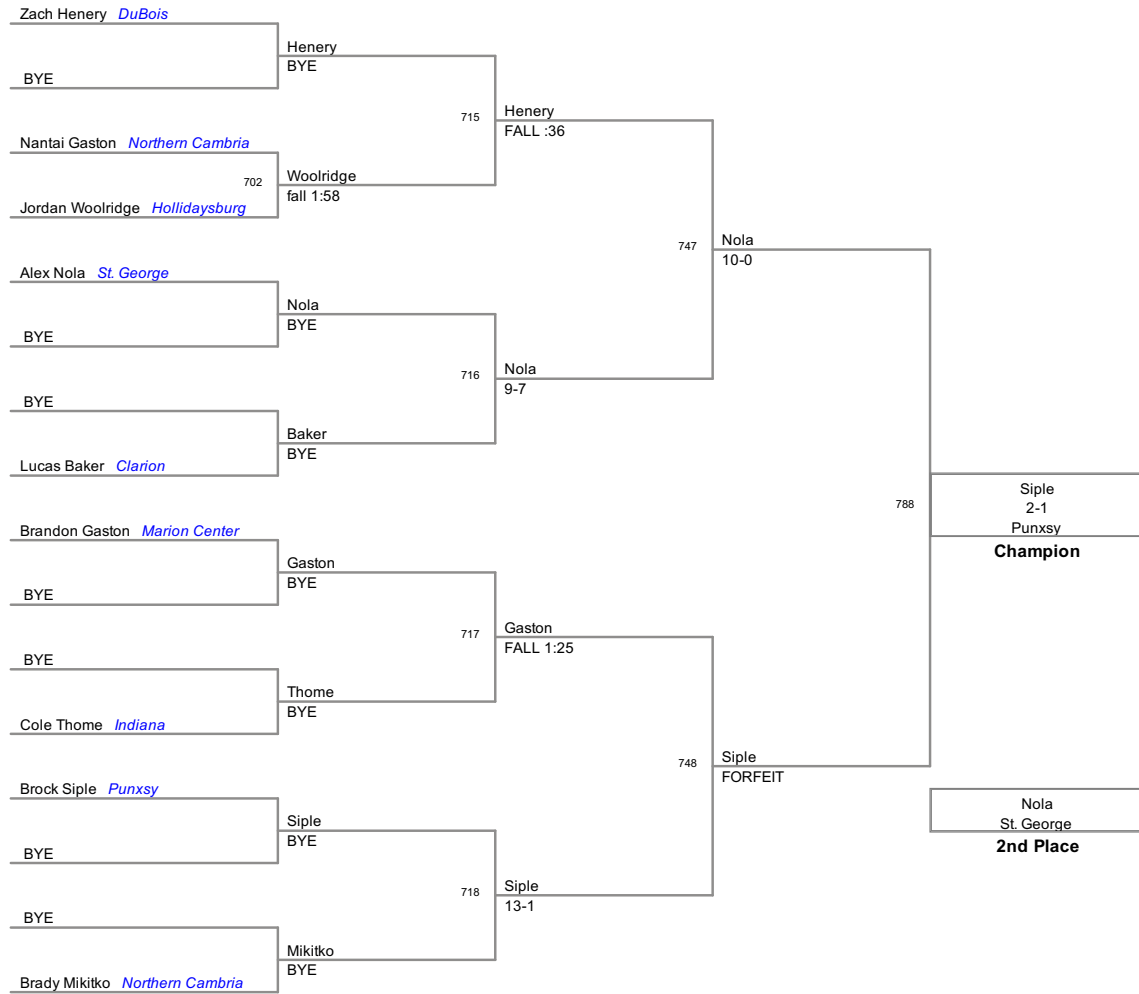 Zach Henery DuBois
Henery
BYE
BYE
715
Henery
FALL :36
Nantai Gaston Northern Cambria
702
Woolridge
fall 1:58
Jordan Woolridge Hollidaysburg
747
Nola
10-0
Alex Nola St. George
Nola
BYE
BYE
716
Nola
9-7
BYE
Baker
BYE
Lucas Baker Clarion
788
Siple
2-1
Punxsy
Champion
Brandon Gaston Marion Center
Gaston
BYE
BYE
717
Gaston
FALL 1:25
BYE
Thome
BYE
Cole Thome Indiana
748
Siple
FORFEIT
Brock Siple Punxsy
Siple
BYE
BYE
Nola
St. George
2nd Place
718
Siple
13-1
BYE
Mikitko
BYE
Brady Mikitko Northern Cambria